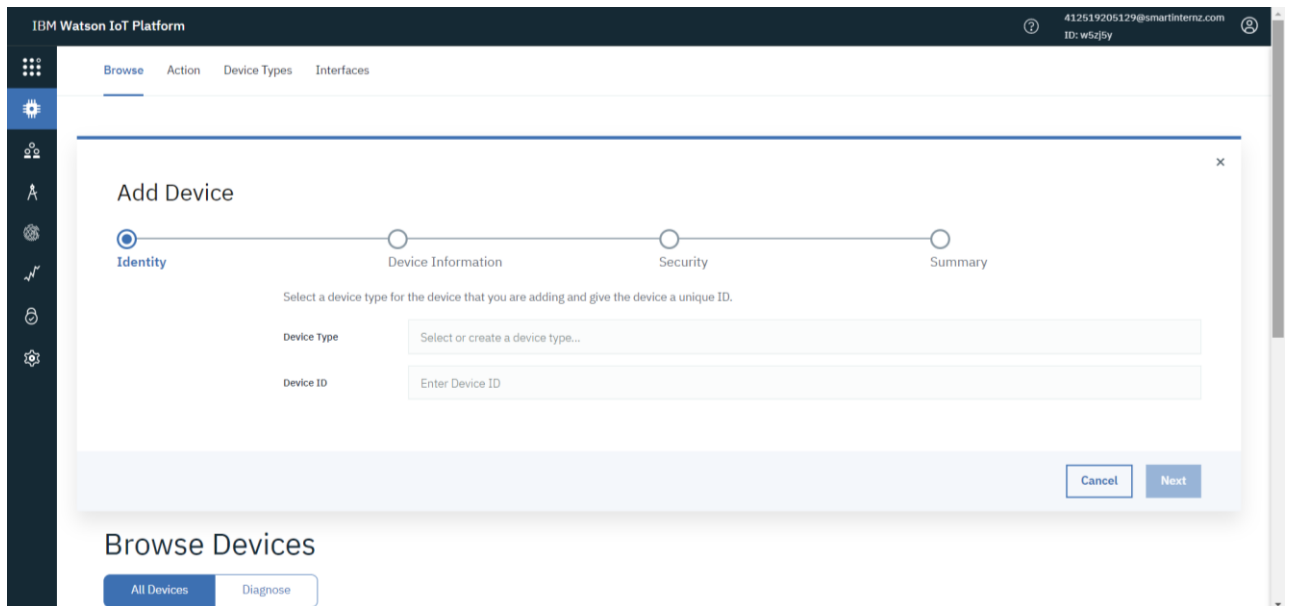 IBM Watson IoT Platform
412519205129@smartinternz.com
ID: w5zj5y
Browse Action Device Types Interfaces
Add Device
Identity Device Information Security Summary
Select a device type for the device that you are adding and give the device a unique ID.
Device Type Select or create a device type...
Device ID Enter Device ID
Cancel Next
Browse Devices
All Devices Diagnose